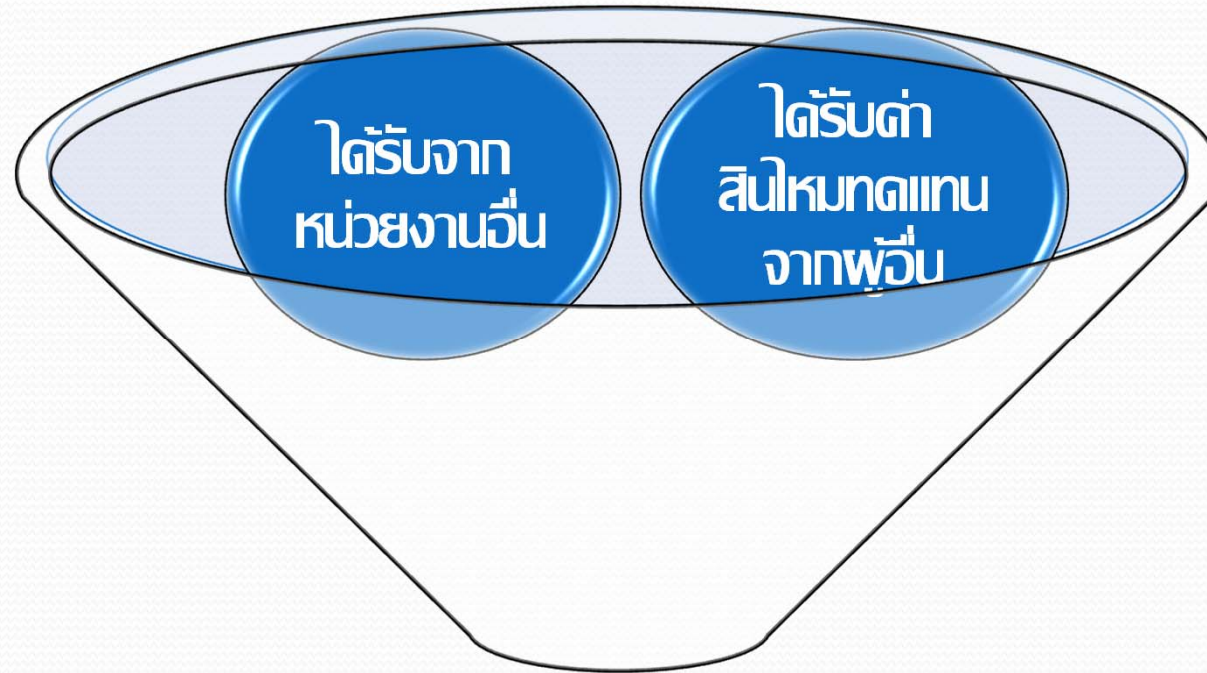 ได้รับจาก
หน่วยงานอื่น
ได้รับค่า
สินไหมทดแทน
จากผู้อื่น